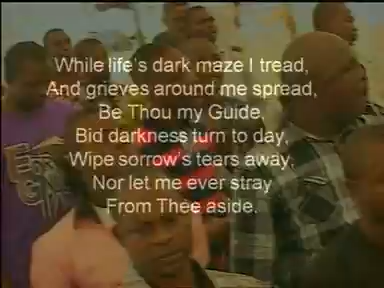 While life's dark maze I tread,
And grieves around me spread,
Be Thou my Guide,
Bid darkness turn to day,
Wipe sorrow's tears away,
Nor let me ever stray
From Thee aside.